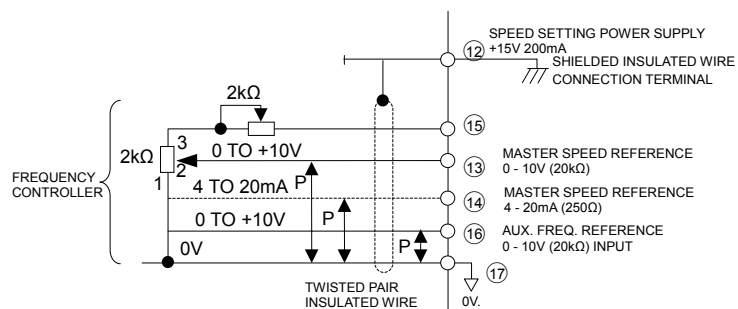 SPEED SETTING POWER SUPPLY
⑫ +15V 200mA
SHIELDED INSULATED WIRE
CONNECTION TERMINAL
2kΩ
⑮
3
2kΩ
2
1
0 TO +10V
⑬
MASTER SPEED REFERENCE
0 - 10V (20kΩ)
FREQUENCY
CONTROLLER
4 TO 20mA
P
⑭
MASTER SPEED REFERENCE
4 - 20mA (250Ω)
0 TO +10V
P
P
⑯
AUX. FREQ. REFERENCE
0 - 10V (20kΩ) INPUT
0V
⑰
0V.
TWISTED PAIR
INSULATED WIRE